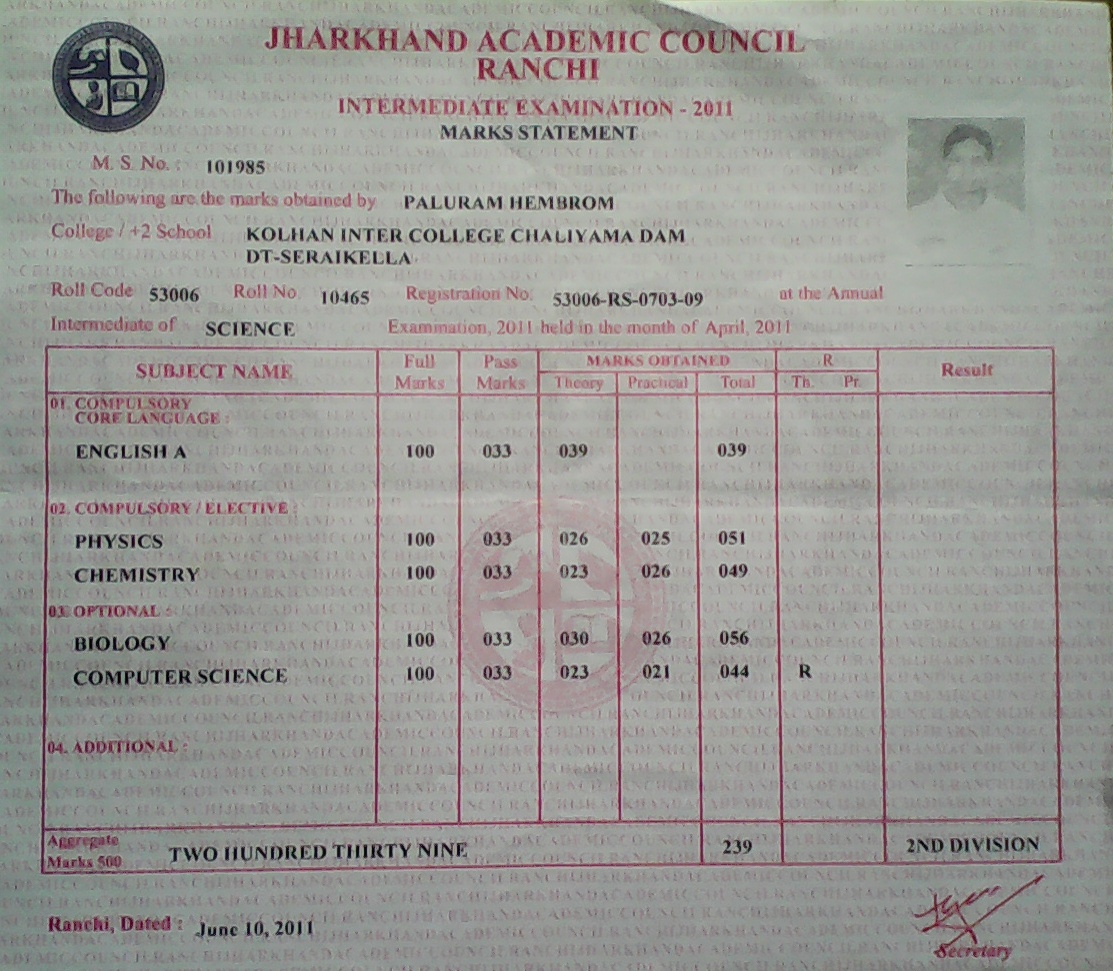 JHARKHAND ACADEMIC COUNCIL
RANCHI
INTERMEDIATE EXAMINATION - 2011
MARKS STATEMENT
M. S. No. : 101985
The following are the marks obtained by PALURAM HEMBROM
College / +2 School KOLHAN INTER COLLEGE CHALIYAMA DAM
DT-SERAIKELLA
Roll Code 53006 Roll No. 10465 Registration No. 53006-RS-0703-09 at the Annual
Intermediate of SCIENCE Examination, 2011 held in the month of April, 2011
SUBJECT NAME Full Marks Pass Marks MARKS OBTAINED R Result
Theory Practical Total Th. Pr.
01. COMPULSORY
CORE LANGUAGE :
ENGLISH A 100 033 039 039
02. COMPULSORY / ELECTIVE :
PHYSICS 100 033 026 025 051
CHEMISTRY 100 033 023 026 049
03. OPTIONAL :
BIOLOGY 100 033 030 026 056
COMPUTER SCIENCE 100 033 023 021 044 R
04. ADDITIONAL :
Aggregate
Marks 500 TWO HUNDRED THIRTY NINE 239 2ND DIVISION
Ranchi, Dated : June 10, 2011
Secretary